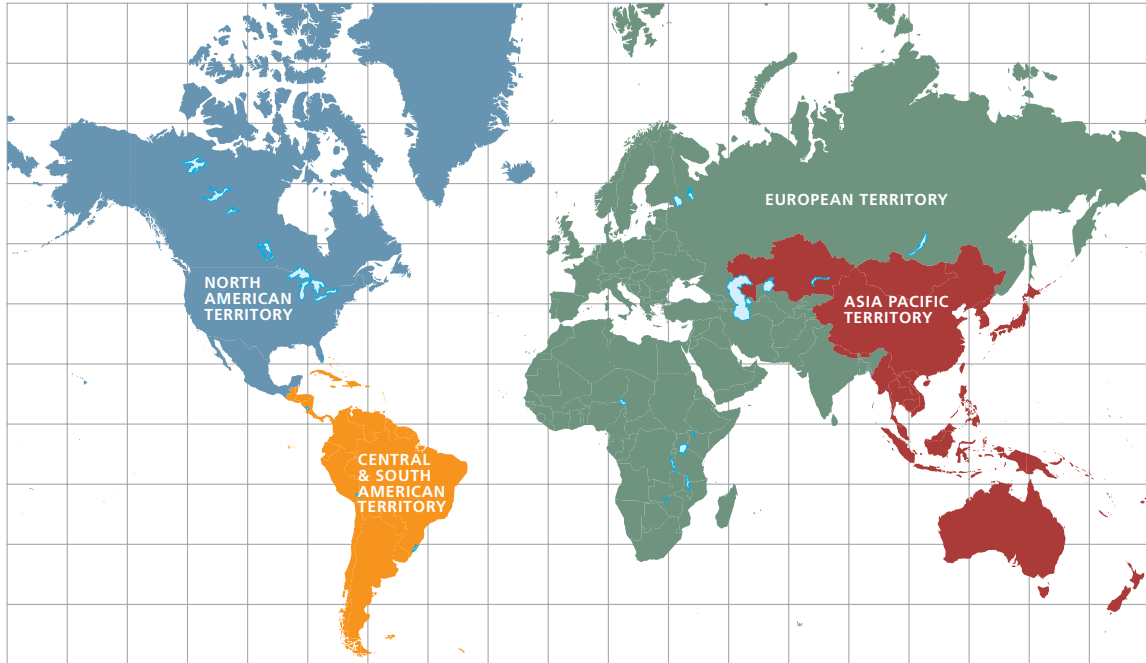 EUROPEAN TERRITORY
NORTH
AMERICAN
TERRITORY
ASIA PACIFIC
TERRITORY
CENTRAL
& SOUTH
AMERICAN
TERRITORY